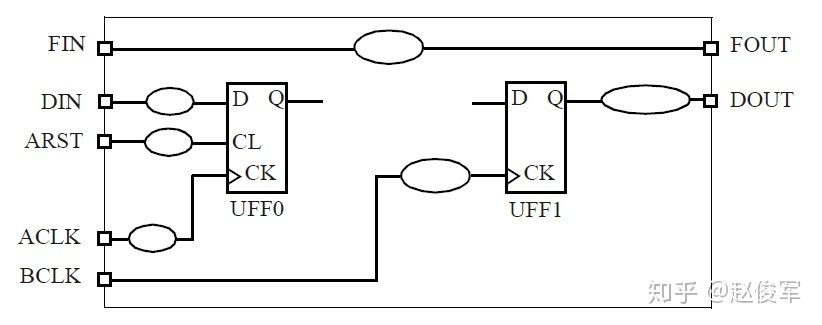 FIN
FOUT
DIN
D
Q
D
Q
DOUT
ARST
CL
CK
CK
UFF0
UFF1
ACLK
BCLK
知乎 @赵俊军